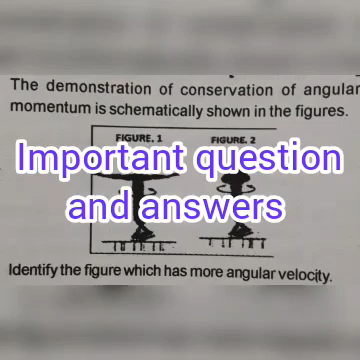 The demonstration of conservation of angular
momentum is schematically shown in the figures.
FIGURE. 1 FIGURE. 2
Important question
and answers
Identify the figure which has more angular velocity.